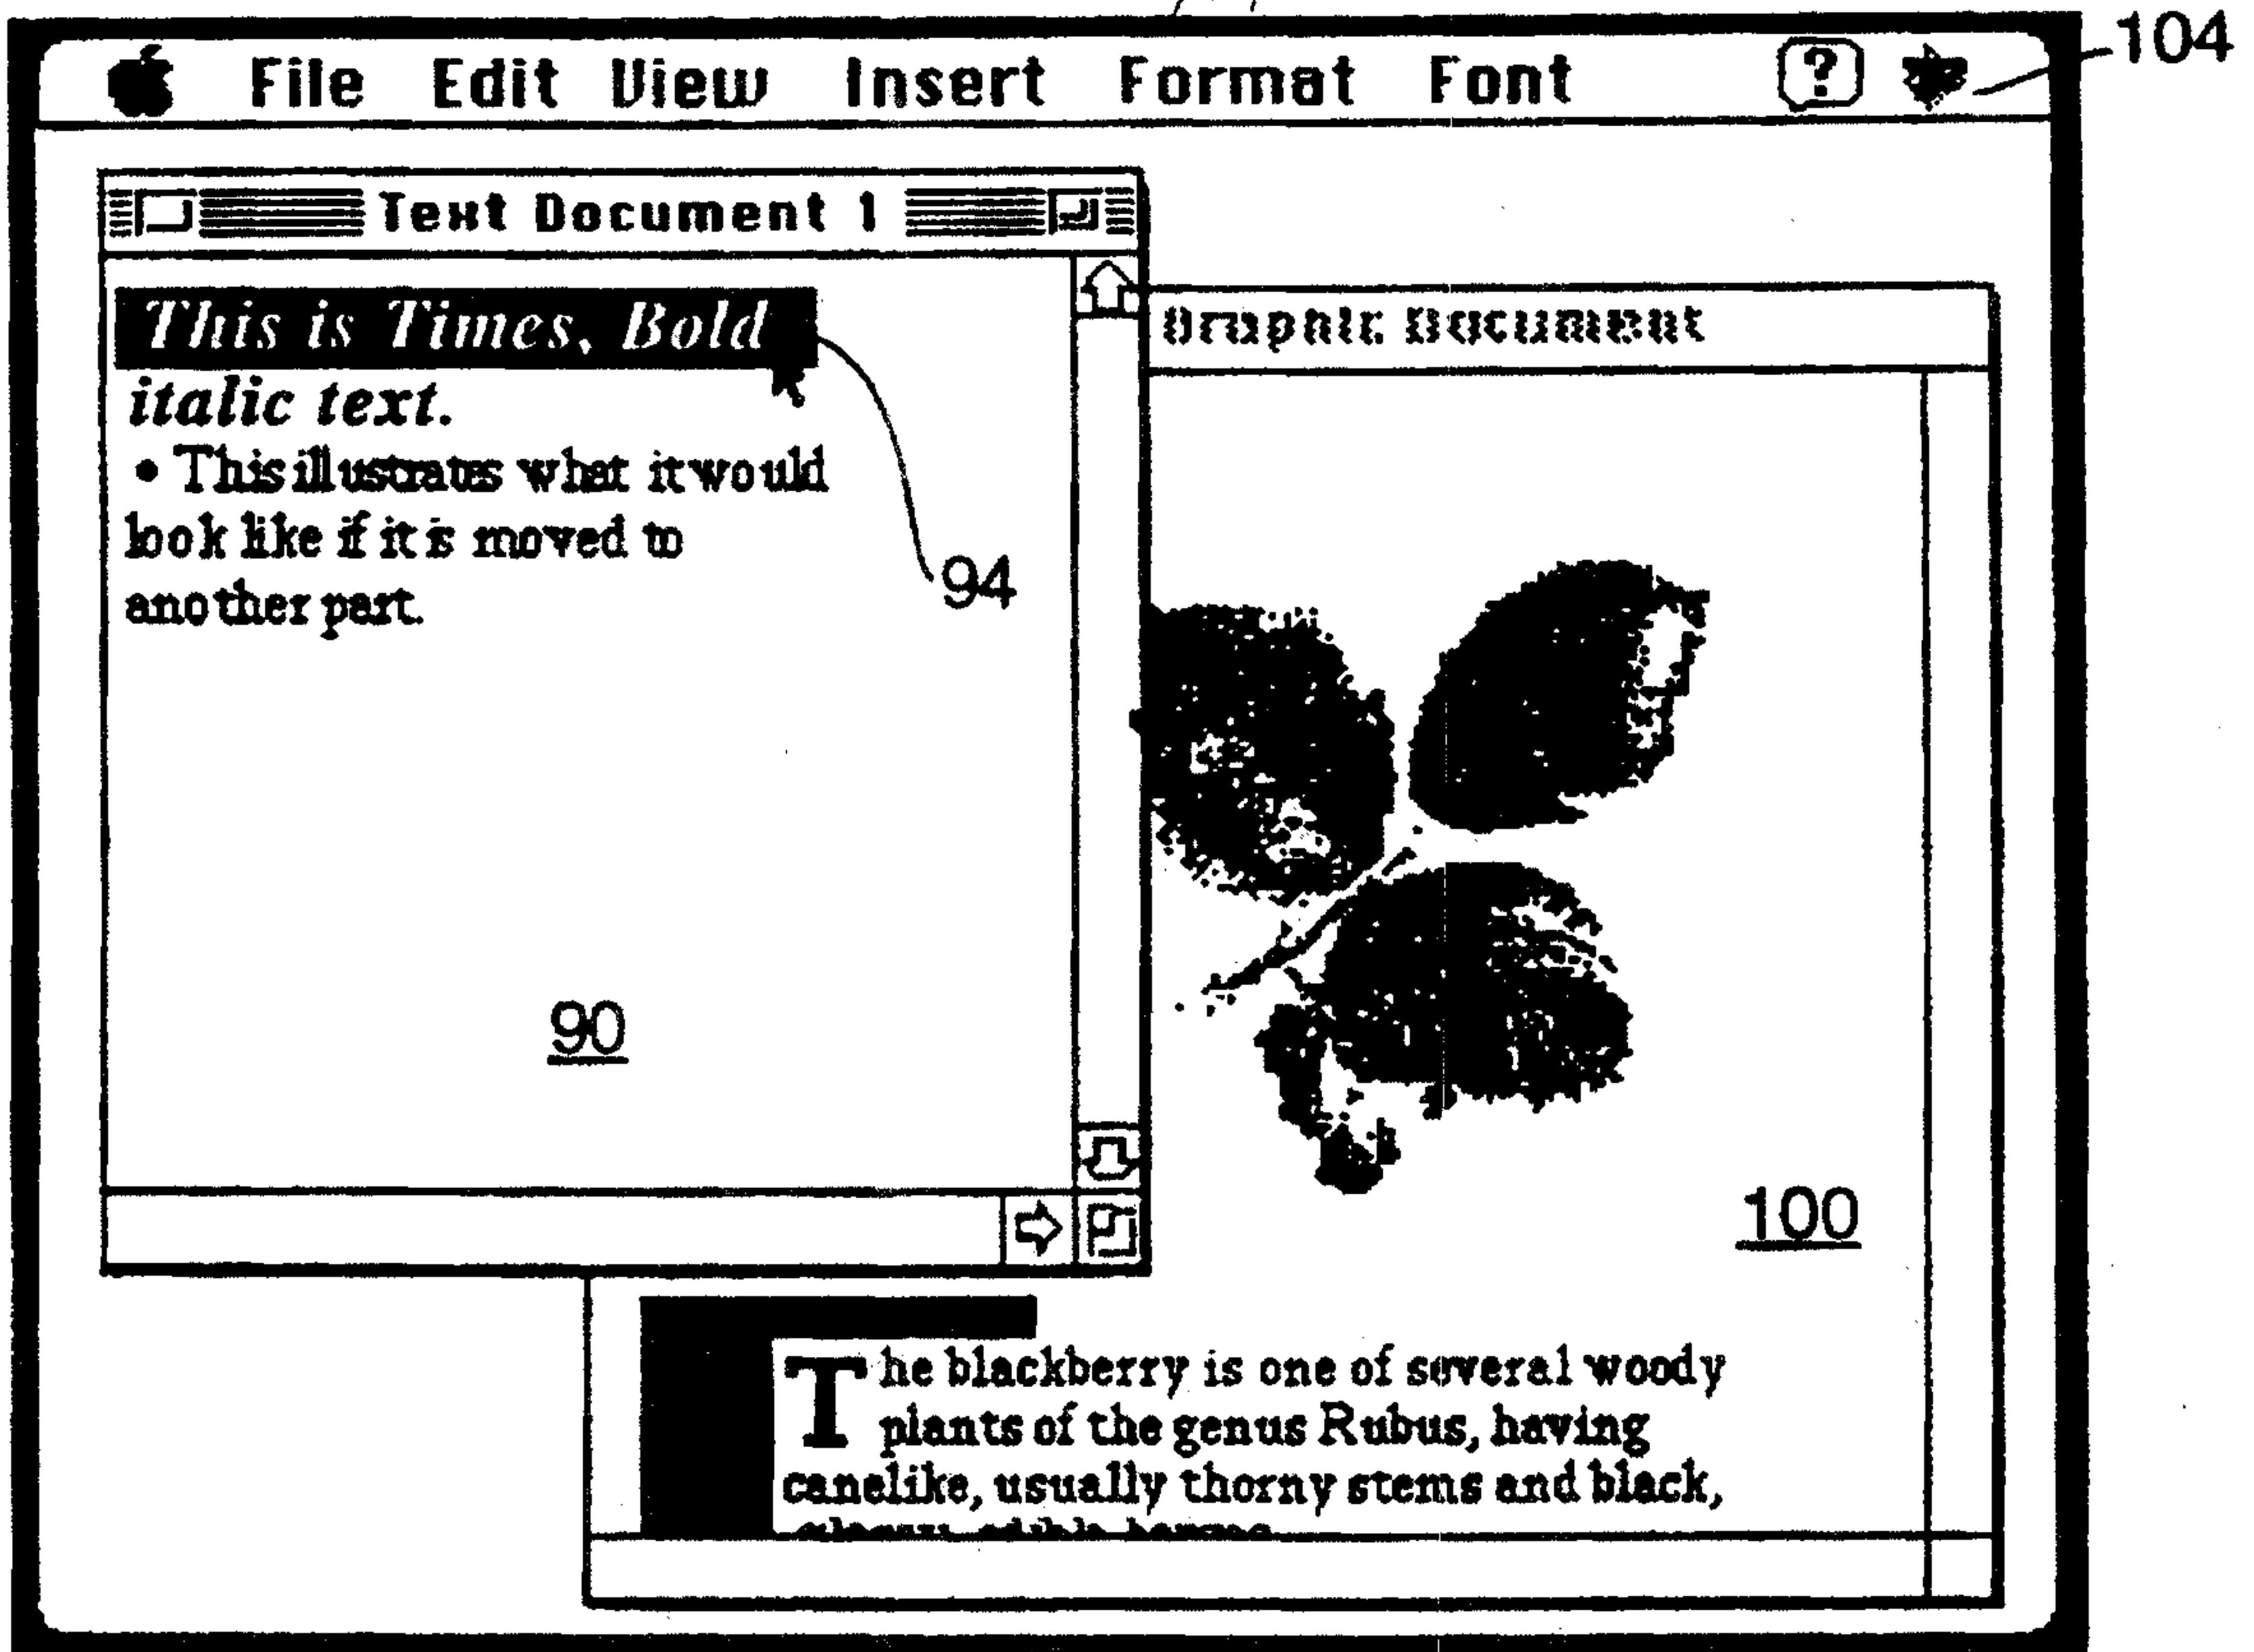 File Edit View Insert Format Font ? 104
Text Document 1
This is Times, Bold
italic text.
• This illustrates what it would
look like if it is moved to
another part.
94
90
Graphic Document
100
The blackberry is one of several woody
plants of the genus Rubus, having
canelike, usually thorny stems and black,